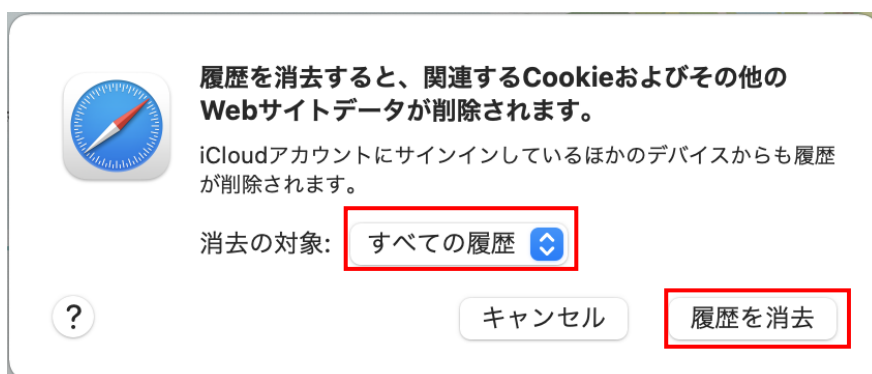 履歴を消去すると、関連するCookieおよびその他の
Webサイトデータが削除されます。
iCloudアカウントにサインインしているほかのデバイスからも履歴
が削除されます。
消去の対象: すべての履歴
? キャンセル 履歴を消去